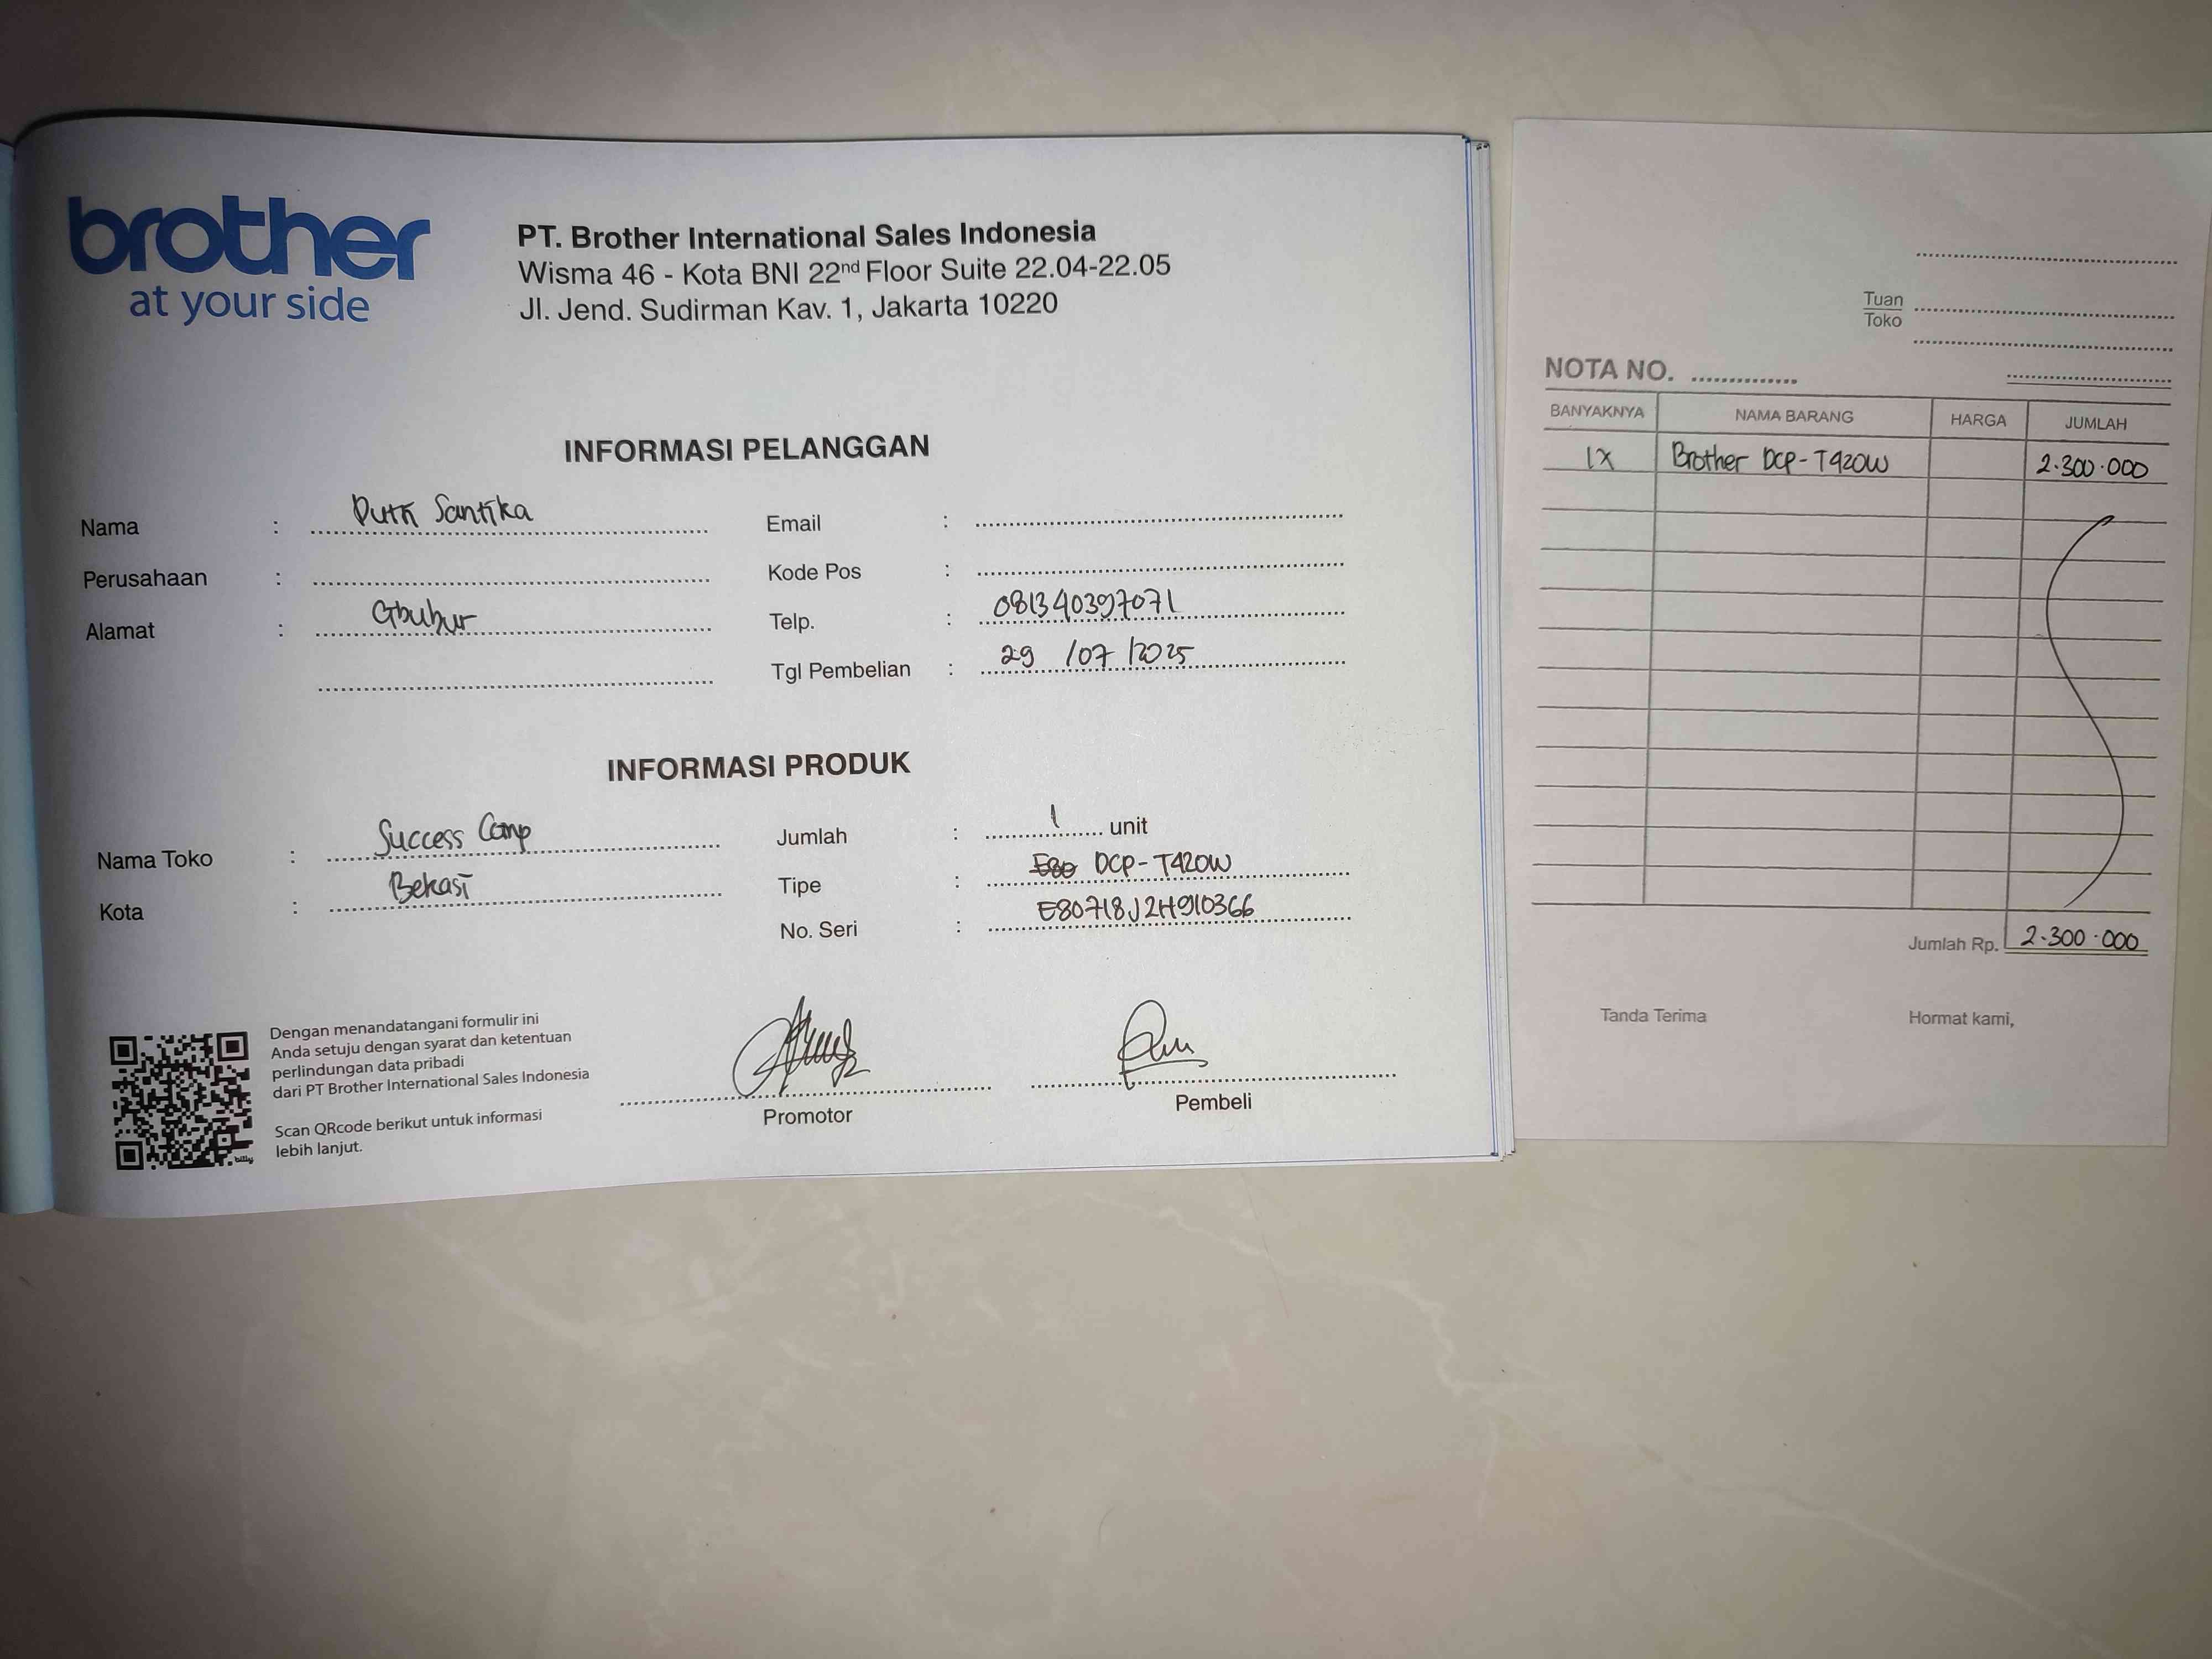 brother
at your side
PT. Brother International Sales Indonesia
Wisma 46 - Kota BNI 22nd Floor Suite 22.04-22.05
Jl. Jend. Sudirman Kav. 1, Jakarta 10220
INFORMASI PELANGGAN
Nama : Putri Santika
Perusahaan :
Alamat : Cibubur
Email :
Kode Pos :
Telp. : 081340397071
Tgl Pembelian : 29 /07 /2025
INFORMASI PRODUK
Nama Toko : Success Comp
Kota : Bekasi
Jumlah : 1 unit
Tipe : E80 DCP-T420W
No. Seri : E80718J2H910366
Dengan menandatangani formulir ini
Anda setuju dengan syarat dan ketentuan
perlindungan data pribadi
dari PT Brother International Sales Indonesia
Scan QRcode berikut untuk informasi
lebih lanjut.
bitly
Promotor
Pembeli
Tuan
Toko
NOTA NO.
BANYAKNYA NAMA BARANG HARGA JUMLAH
1X Brother DCP-T420W 2.300.000
Jumlah Rp. 2.300.000
Tanda Terima Hormat kami,